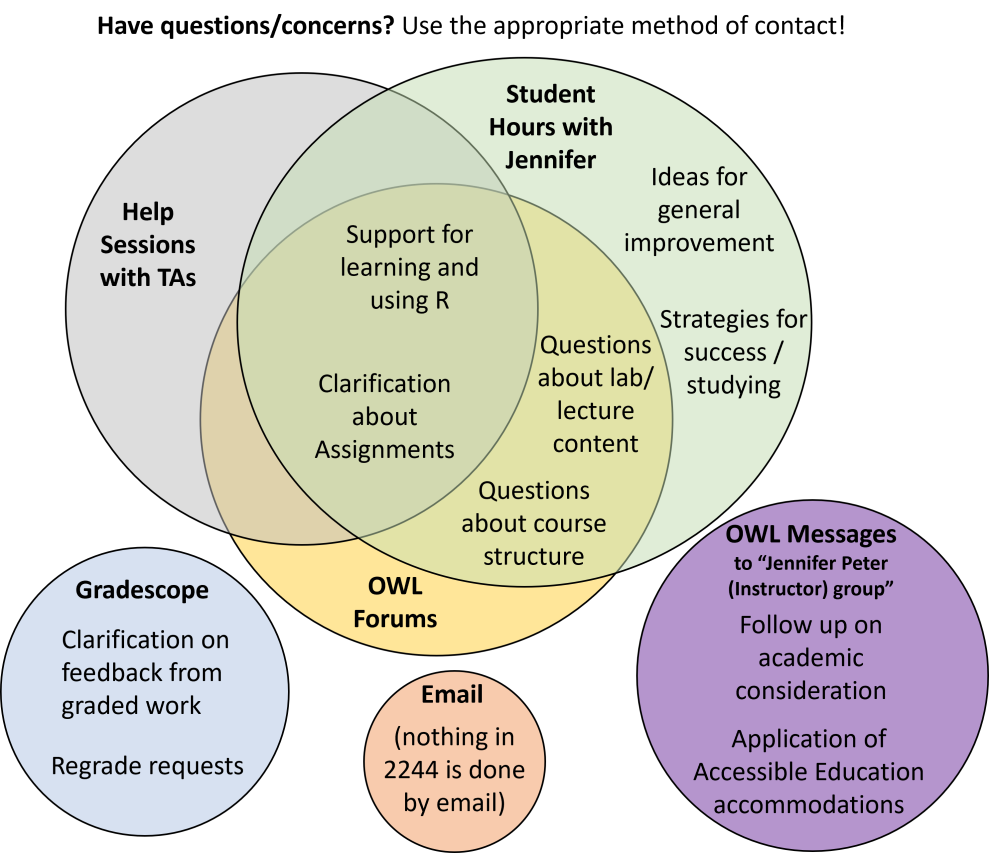 Have questions/concerns? Use the appropriate method of contact!
Student
Hours with
Jennifer
Ideas for
general
improvement
Help
Sessions
with TAs
Support for
learning and
using R
Strategies for
success /
studying
Questions
about lab/
lecture
content
Clarification
about
Assignments
Questions
about course
structure
OWL
Forums
OWL Messages
to “Jennifer Peter
(Instructor) group”
Follow up on
academic
consideration
Application of
Accessible Education
accommodations
Gradescope
Clarification on
feedback from
graded work
Regrade requests
Email
(nothing in
2244 is done
by email)